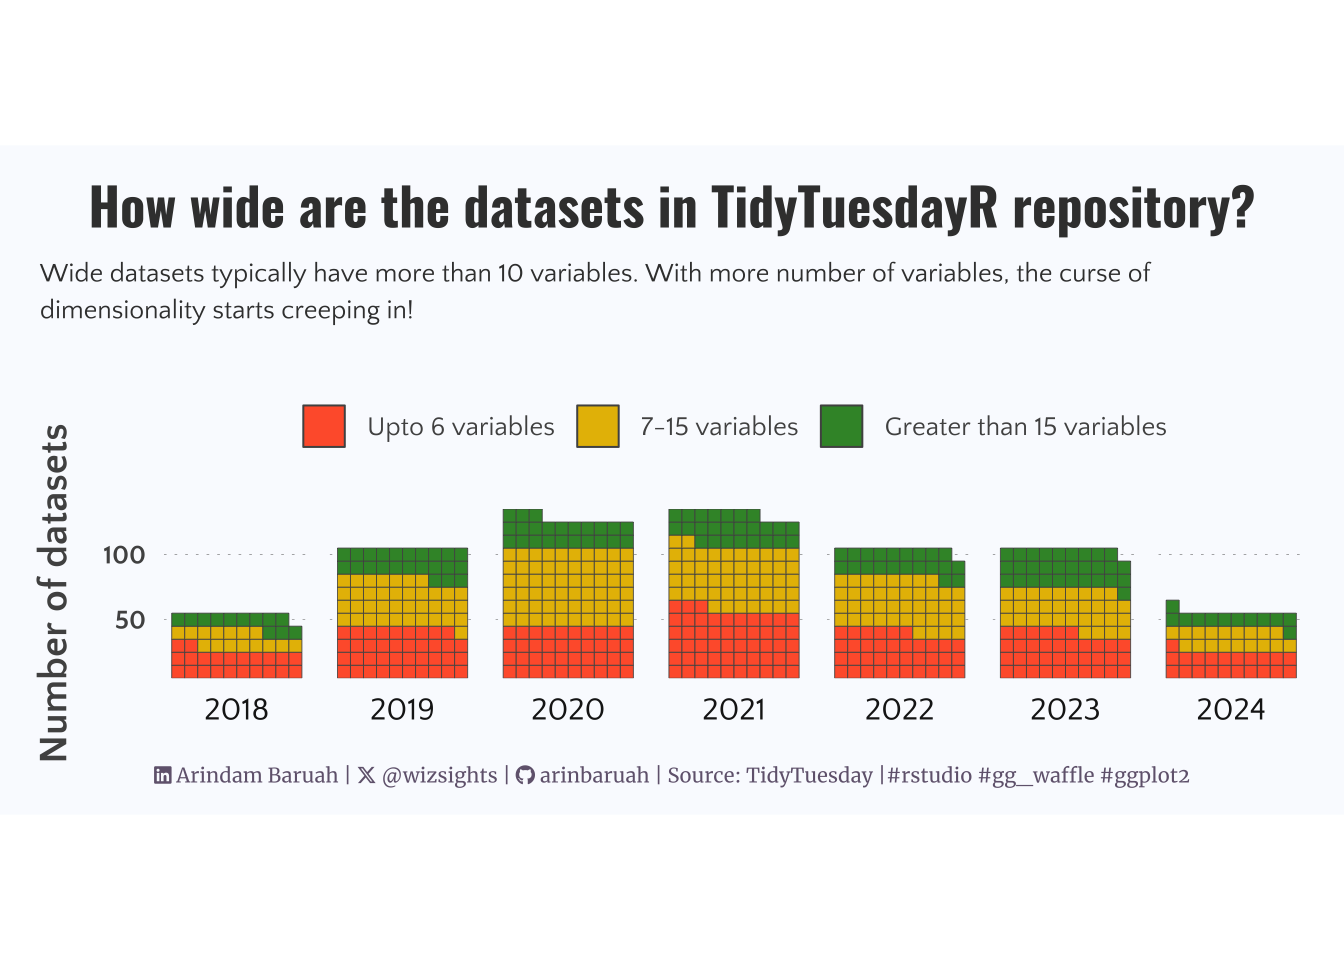 How wide are the datasets in TidyTuesdayR repository?
Wide datasets typically have more than 10 variables. With more number of variables, the curse of
dimensionality starts creeping in!
Upto 6 variables 7-15 variables Greater than 15 variables
Number of datasets
100
50
2018 2019 2020 2021 2022 2023 2024
in Arindam Baruah | X @wizsights | arinbaruah | Source: TidyTuesday |#rstudio #gg_waffle #ggplot2